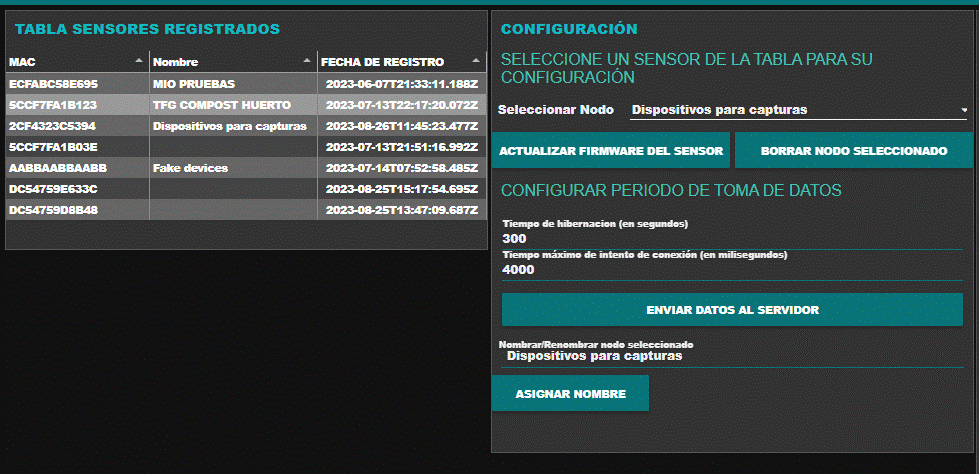 TABLA SENSORES REGISTRADOS
MAC Nombre FECHA DE REGISTRO
ECFABC58E695 MIO PRUEBAS 2023-06-07T21:33:11.188Z
5CCF7FA1B123 TFG COMPOST HUERTO 2023-07-13T22:17:20.072Z
2CF4323C5394 Dispositivos para capturas 2023-08-26T11:45:23.477Z
5CCF7FA1B03E 2023-07-13T21:51:16.992Z
AABBAABBAABB Fake devices 2023-07-14T07:52:58.485Z
DC54759E633C 2023-08-25T15:17:54.695Z
DC54759D8B48 2023-08-25T13:47:09.687Z
CONFIGURACIÓN
SELECCIONE UN SENSOR DE LA TABLA PARA SU
CONFIGURACIÓN
Seleccionar Nodo Dispositivos para capturas
ACTUALIZAR FIRMWARE DEL SENSOR BORRAR NODO SELECCIONADO
CONFIGURAR PERIODO DE TOMA DE DATOS
Tiempo de hibernacion (en segundos)
300
Tiempo máximo de intento de conexión (en milisegundos)
4000
ENVIAR DATOS AL SERVIDOR
Nombrar/Renombrar nodo seleccionado
Dispositivos para capturas
ASIGNAR NOMBRE